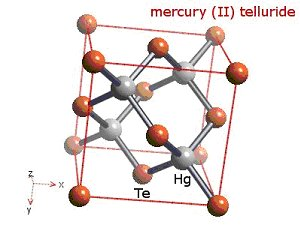 mercury (II) telluride
z
x
y
Hg
Te